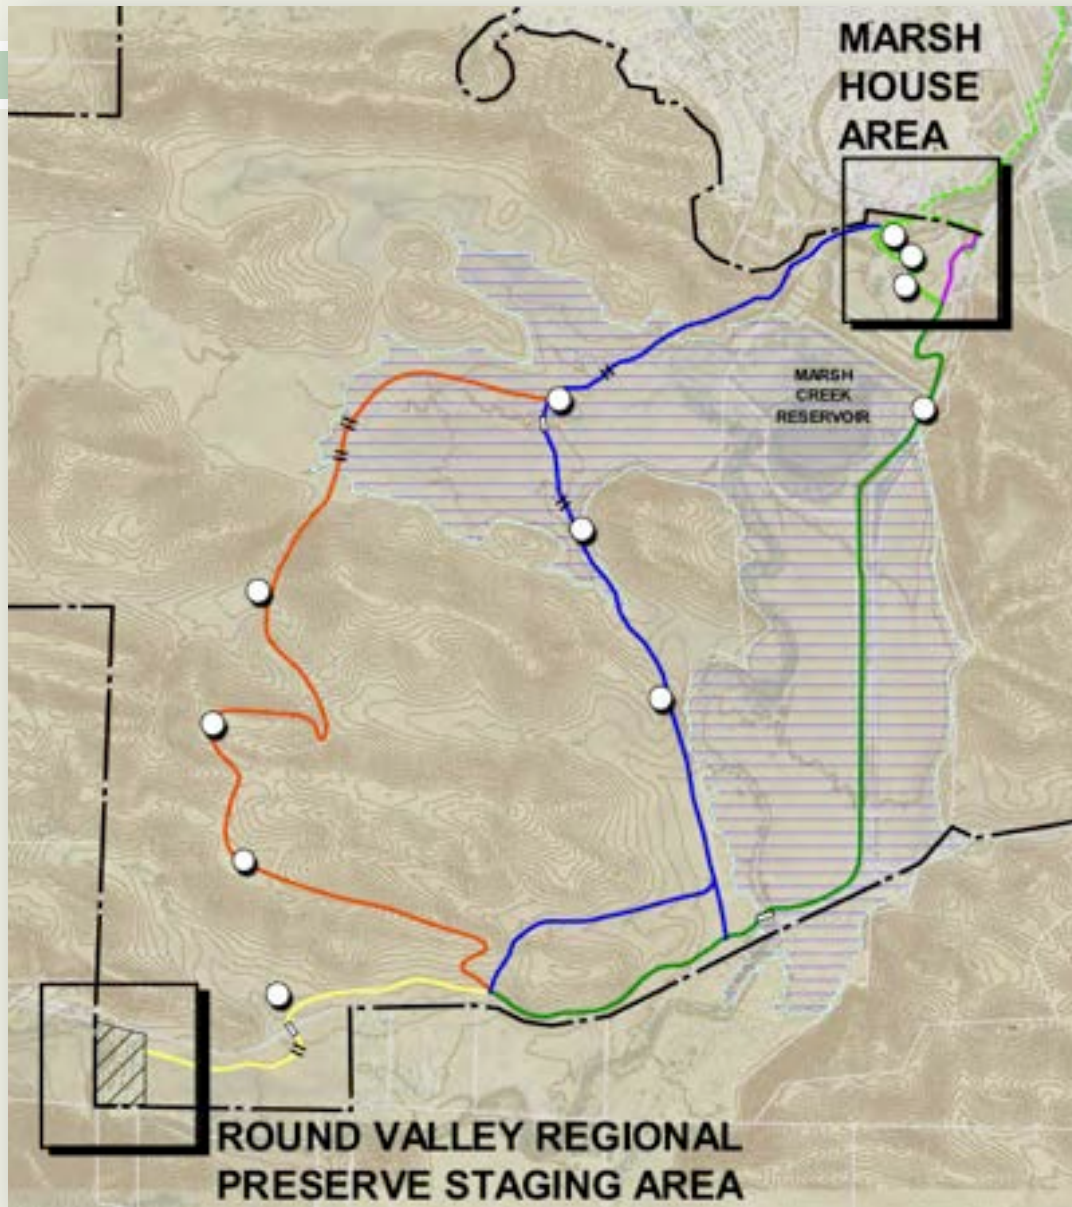 MARSH
HOUSE
AREA
MARSH
CREEK
RESERVOIR
ROUND VALLEY REGIONAL
PRESERVE STAGING AREA